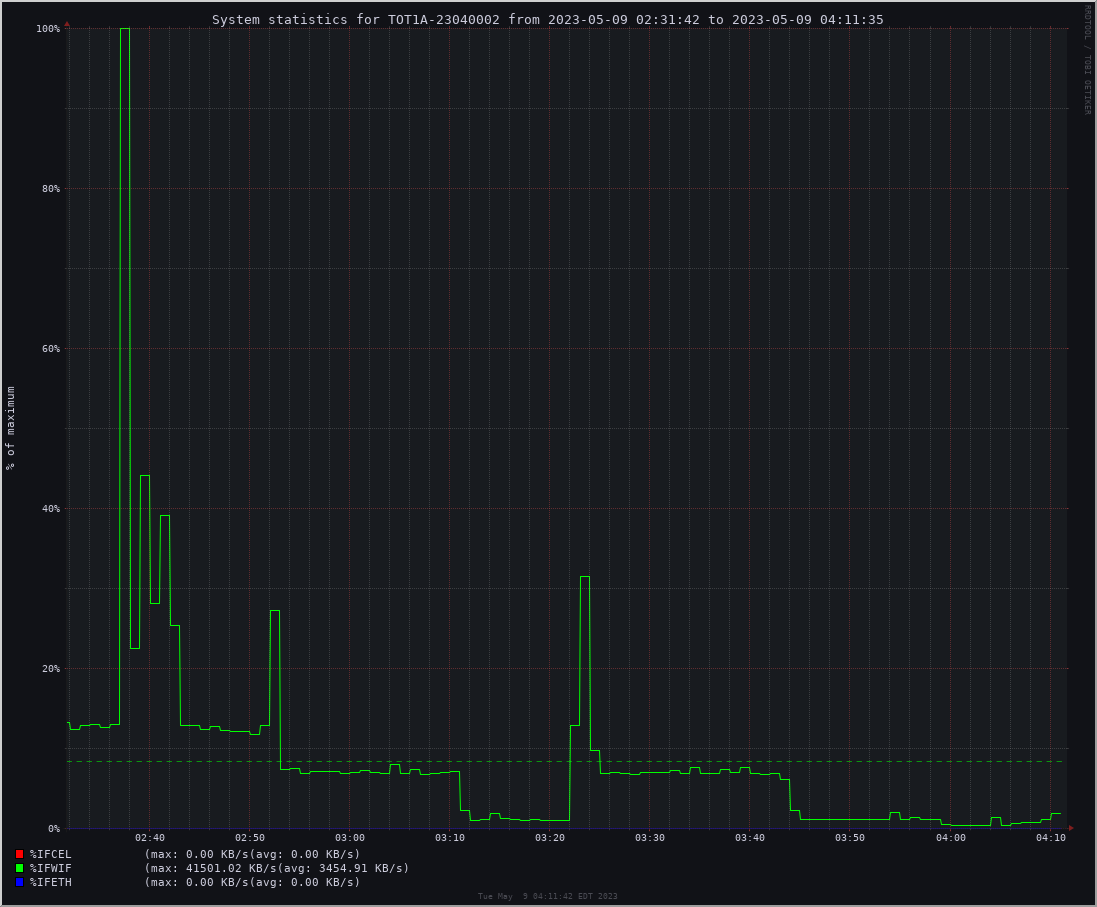 System statistics for TOT1A-23040002 from 2023-05-09 02:31:42 to 2023-05-09 04:11:35
RRDTOOL / TOBI OETIKER
% of maximum
100%
80%
60%
40%
20%
0%
02:40 02:50 03:00 03:10 03:20 03:30 03:40 03:50 04:00 04:10
%IFCEL (max: 0.00 KB/s(avg: 0.00 KB/s)
%IFWIF (max: 41501.02 KB/s(avg: 3454.91 KB/s)
%IFETH (max: 0.00 KB/s(avg: 0.00 KB/s)
Tue May 9 04:11:42 EDT 2023